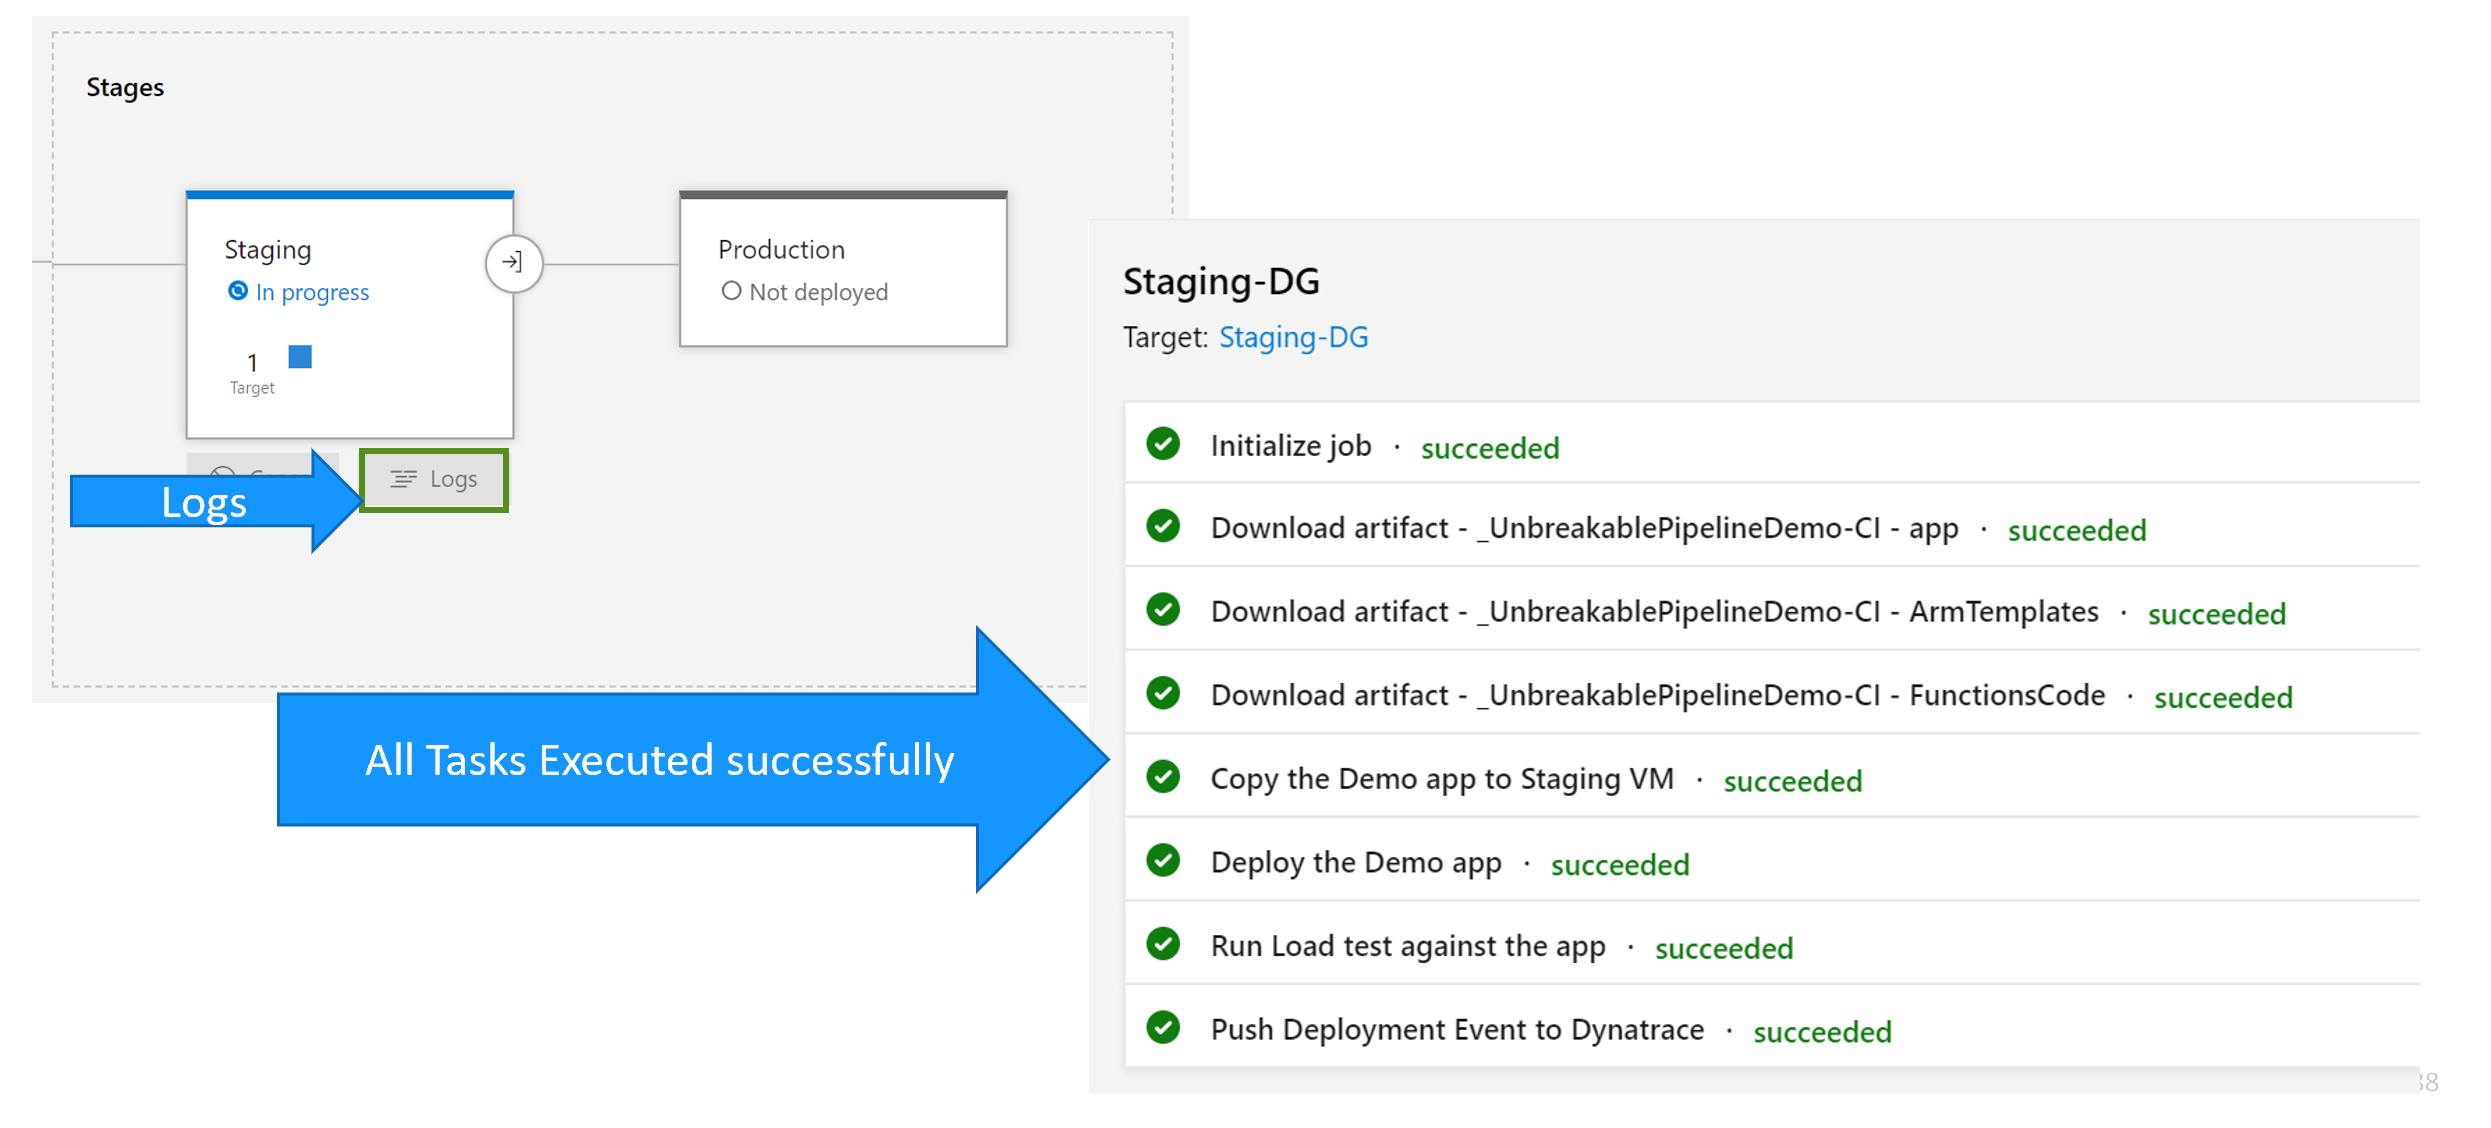 Stages
Staging
In progress
1
Target
Production
Not deployed
Logs
Logs
All Tasks Executed successfully
Staging-DG
Target: Staging-DG
Initialize job · succeeded
Download artifact - _UnbreakablePipelineDemo-CI - app · succeeded
Download artifact - _UnbreakablePipelineDemo-CI - ArmTemplates · succeeded
Download artifact - _UnbreakablePipelineDemo-CI - FunctionsCode · succeeded
Copy the Demo app to Staging VM · succeeded
Deploy the Demo app · succeeded
Run Load test against the app · succeeded
Push Deployment Event to Dynatrace · succeeded